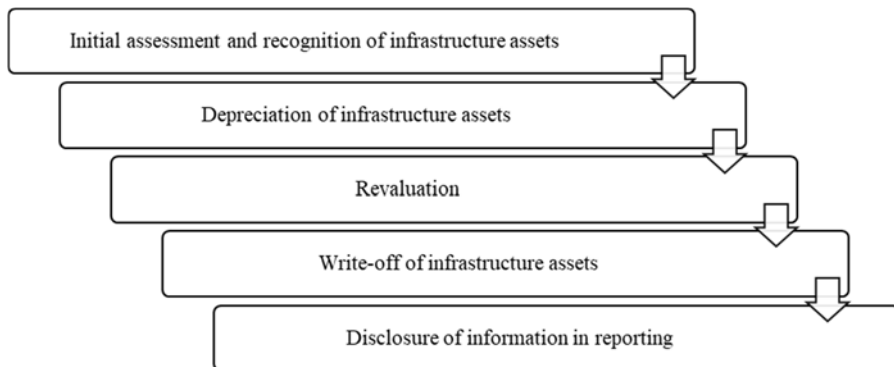 Initial assessment and recognition of infrastructure assets
Depreciation of infrastructure assets
Revaluation
Write-off of infrastructure assets
Disclosure of information in reporting